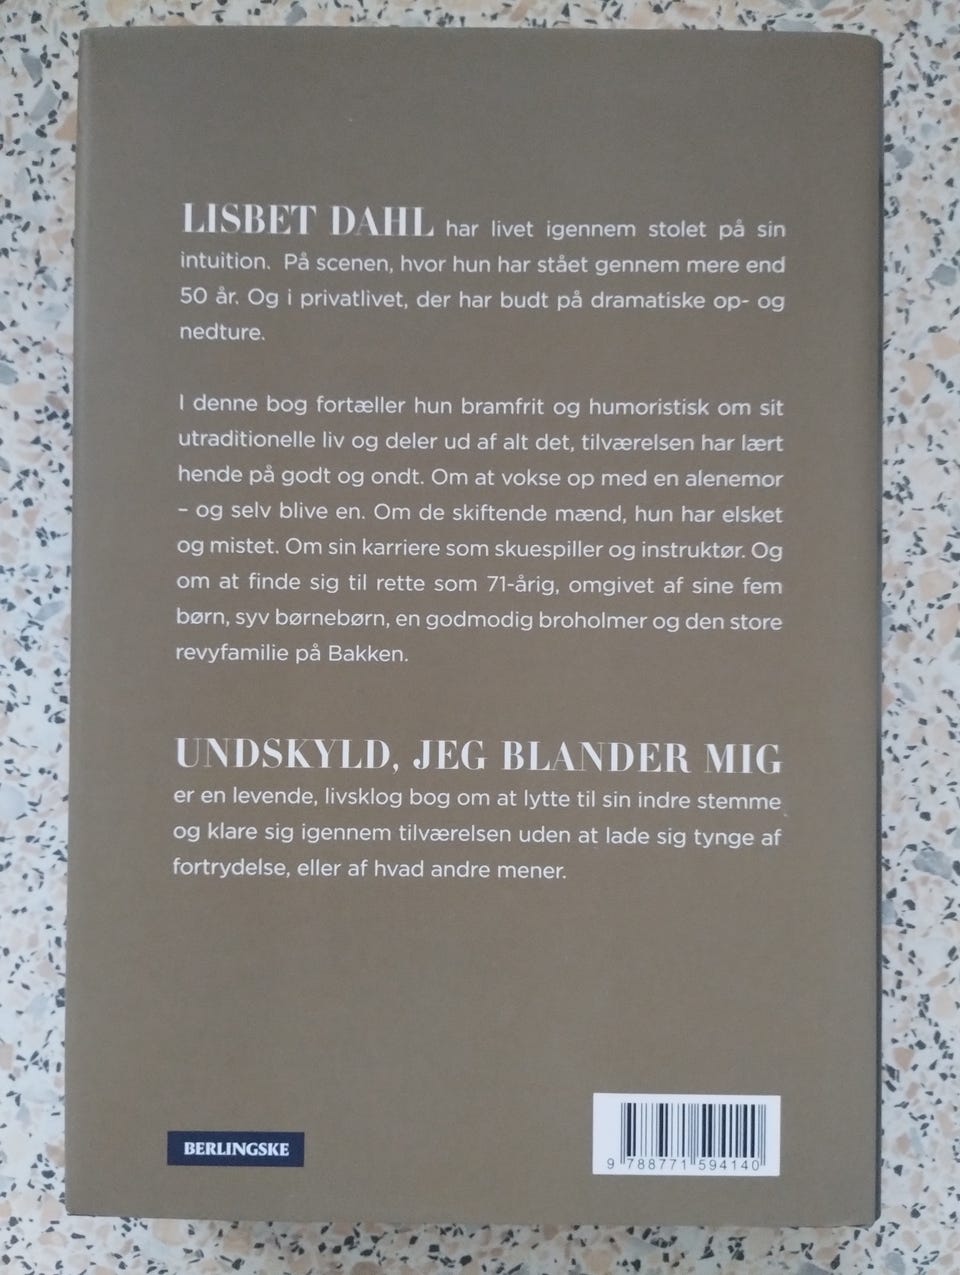 LISBET DAHL har livet igennem stolet på sin
intuition. På scenen, hvor hun har stået gennem mere end
50 år. Og i privatlivet, der har budt på dramatiske op- og
nedture.
I denne bog fortæller hun bramfrit og humoristisk om sit
utraditionelle liv og deler ud af alt det, tilværelsen har lært
hende på godt og ondt. Om at vokse op med en alenemor
– og selv blive en. Om de skiftende mænd, hun har elsket
og mistet. Om sin karriere som skuespiller og instruktør. Og
om at finde sig til rette som 71-årig, omgivet af sine fem
børn, syv børnebørn, en godmodig broholmer og den store
revyfamilie på Bakken.
UNDSKYLD, JEG BLANDER MIG
er en levende, livsklog bog om at lytte til sin indre stemme
og klare sig igennem tilværelsen uden at lade sig tynge af
fortrydelse, eller af hvad andre mener.
BERLINGSKE
9 788771 594140